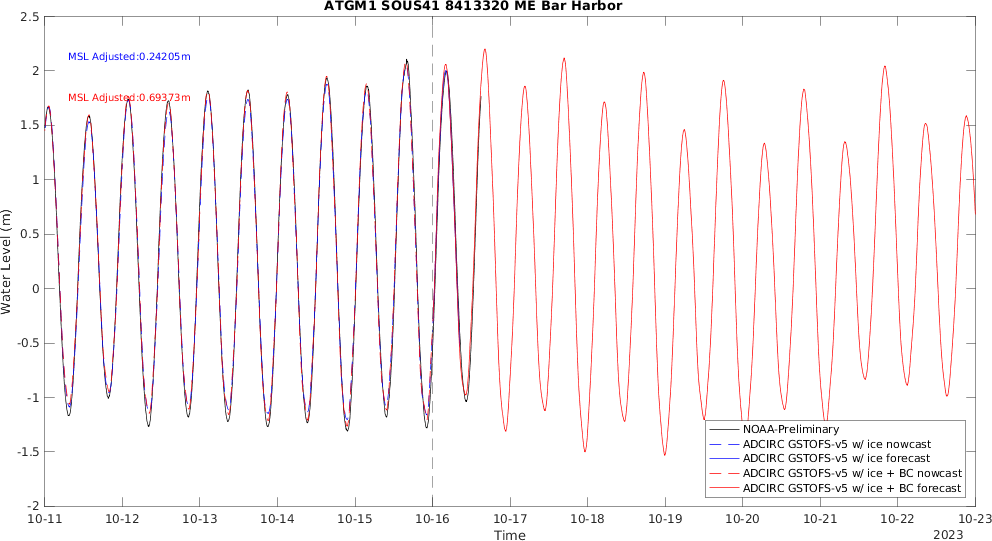 ATGM1 SOUS41 8413320 ME Bar Harbor
2.5
MSL Adjusted:0.24205m
2
MSL Adjusted:0.69373m
1.5
1
0.5
0
-0.5
-1
-1.5
-2
Water Level (m)
NOAA-Preliminary
ADCIRC GSTOFS-v5 w/ ice nowcast
ADCIRC GSTOFS-v5 w/ ice forecast
ADCIRC GSTOFS-v5 w/ ice + BC nowcast
ADCIRC GSTOFS-v5 w/ ice + BC forecast
10-11 10-12 10-13 10-14 10-15 10-16 10-17 10-18 10-19 10-20 10-21 10-22 10-23
Time
2023